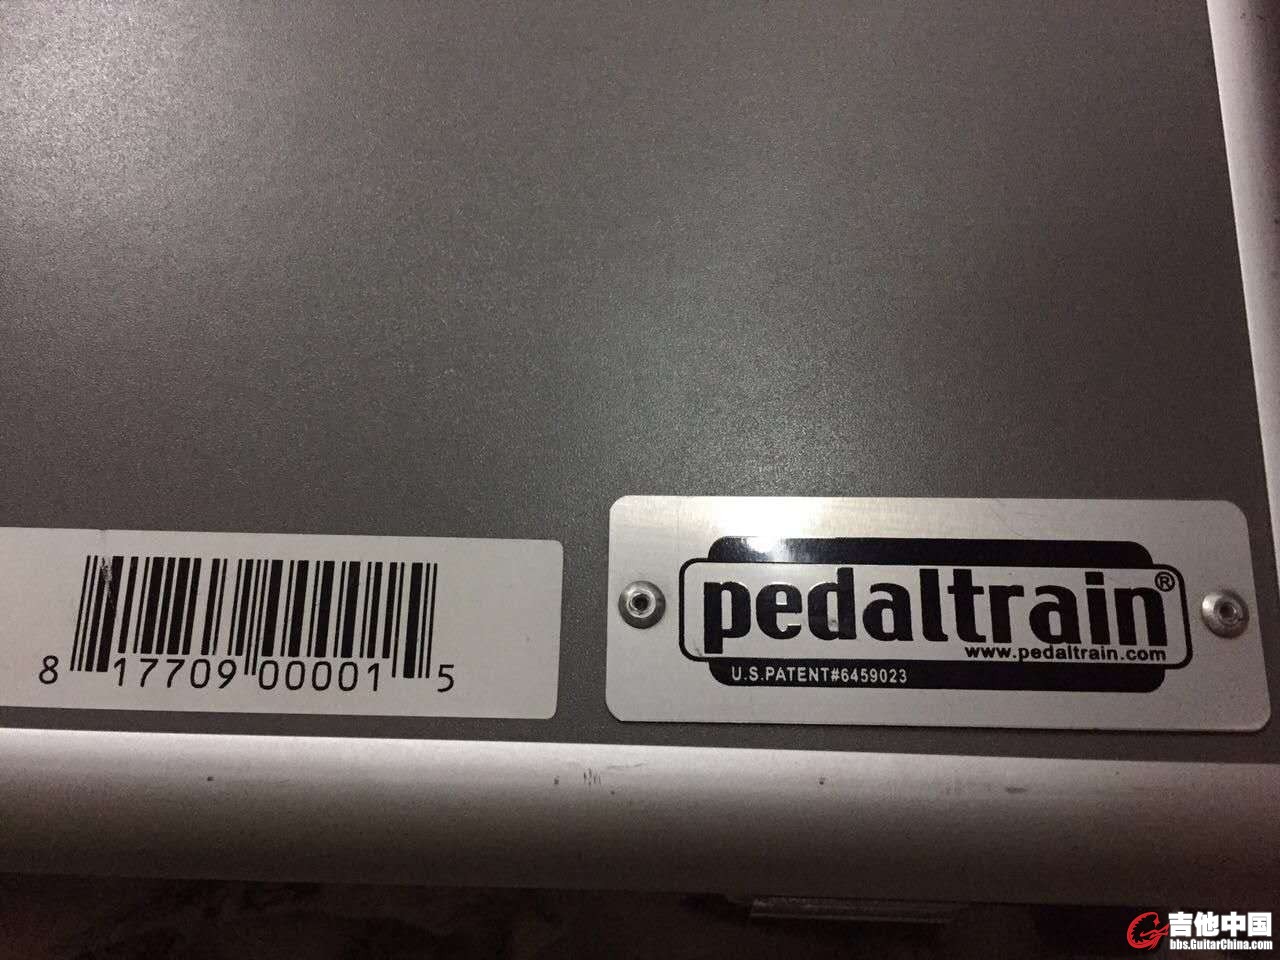 8 17709 00001 5
pedaltrain®
www.pedaltrain.com
U.S.PATENT#6459023
吉他中国
bbs.GuitarChina.com